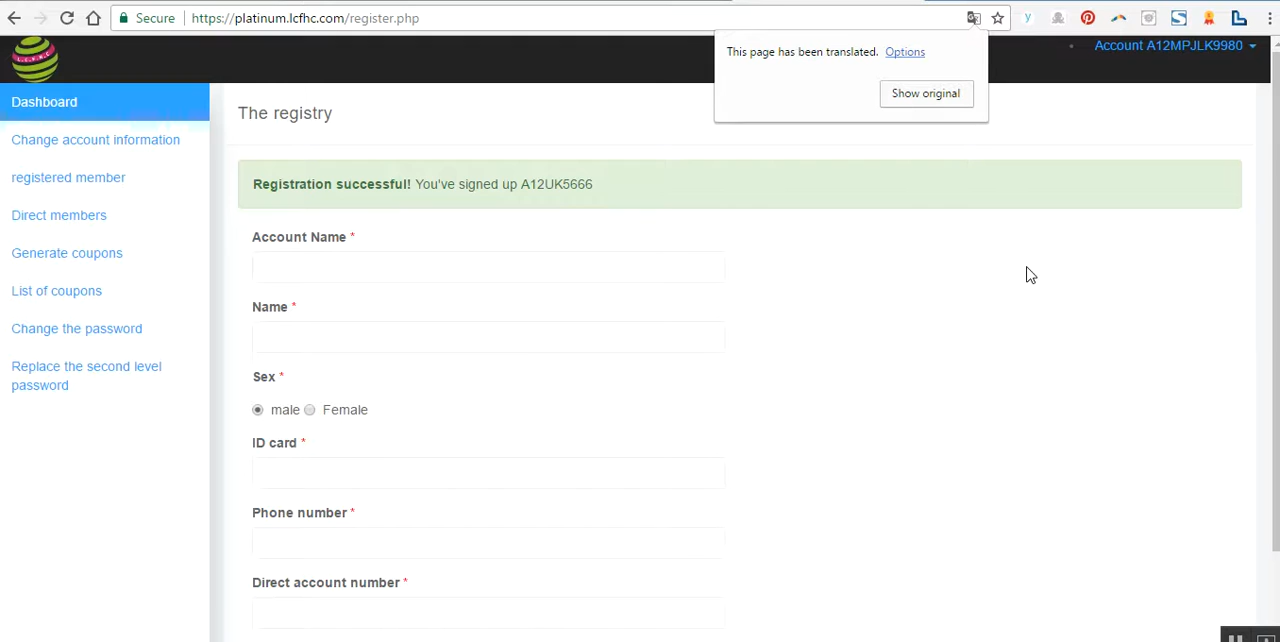 Secure
https://platinum.lcfhc.com/register.php
This page has been translated. Options
Show original
Account A12MPJLK9980
L.C.F.H.C
Dashboard
Change account information
registered member
Direct members
Generate coupons
List of coupons
Change the password
Replace the second level
password
The registry
Registration successful! You've signed up A12UK5666
Account Name *
Name *
Sex *
male Female
ID card *
Phone number *
Direct account number *